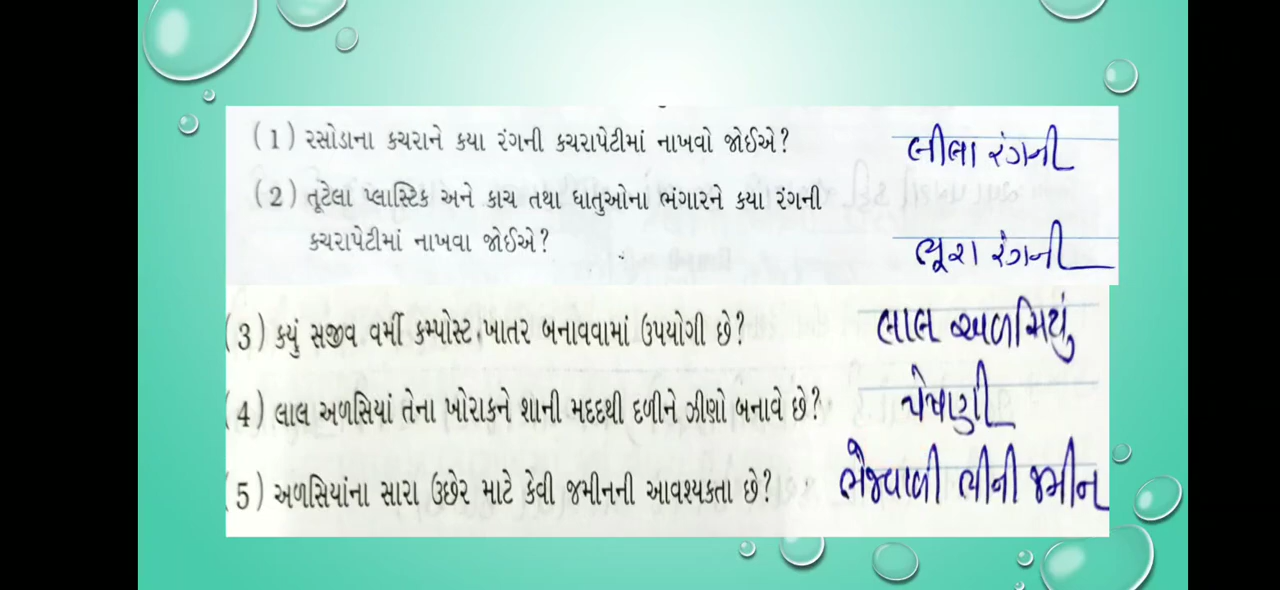 (1) રસોડાના કચરાને કયા રંગની કચરાપેટીમાં નાખવો જોઈએ? લીલા રંગની
(2) તૂટેલા પ્લાસ્ટિક અને કાચ તથા ધાતુઓના ભંગારને કયા રંગની
કચરાપેટીમાં નાખવા જોઈએ? ભૂરા રંગની
(3) કયું સજીવ વર્મી કમ્પોસ્ટ ખાતર બનાવવામાં ઉપયોગી છે? લાલ અળસિયું
(4) લાલ અળસિયાં તેના ખોરાકને શાની મદદથી દળીને ઝીણો બનાવે છે? પેષણી
(5) અળસિયાંના સારા ઉછેર માટે કેવી જમીનની આવશ્યકતા છે? ભેજવાળી ભીની જમીન